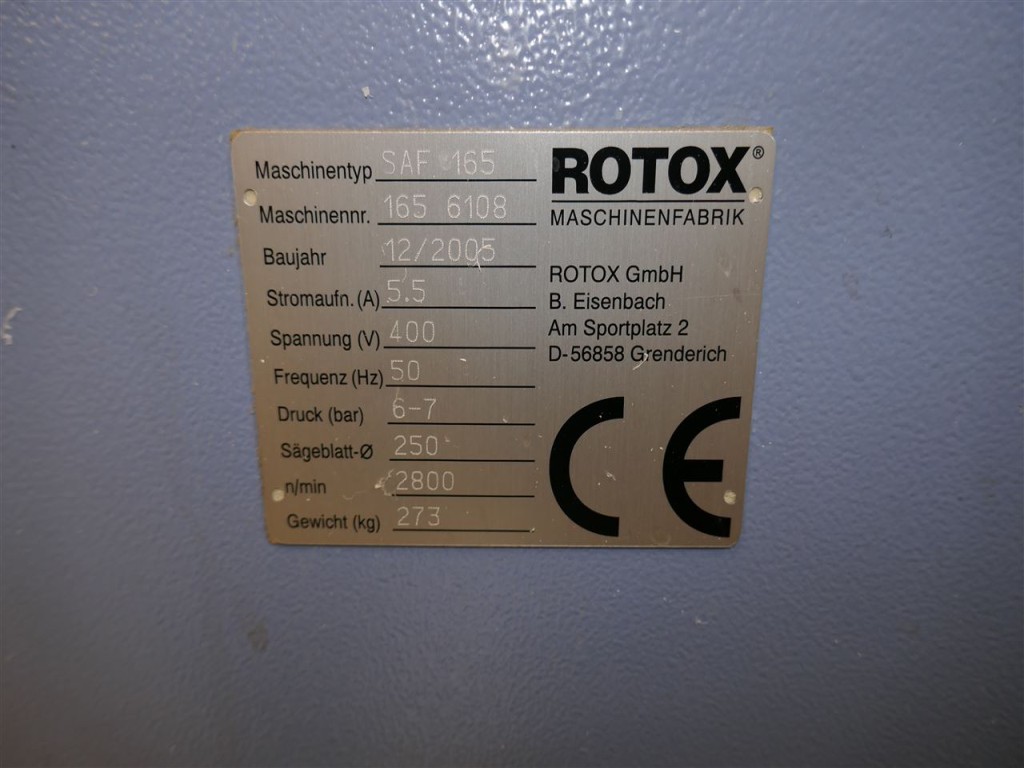 Maschinentyp SAF 165
Maschinennr. 165 6108
Baujahr 12/2005
Stromaufn. (A) 5.5
Spannung (V) 400
Frequenz (Hz) 50
Druck (bar) 6-7
Sägeblatt-Ø 250
n/min 2800
Gewicht (kg) 273
ROTOX®
MASCHINENFABRIK
ROTOX GmbH
B. Eisenbach
Am Sportplatz 2
D-56858 Grenderich
CE